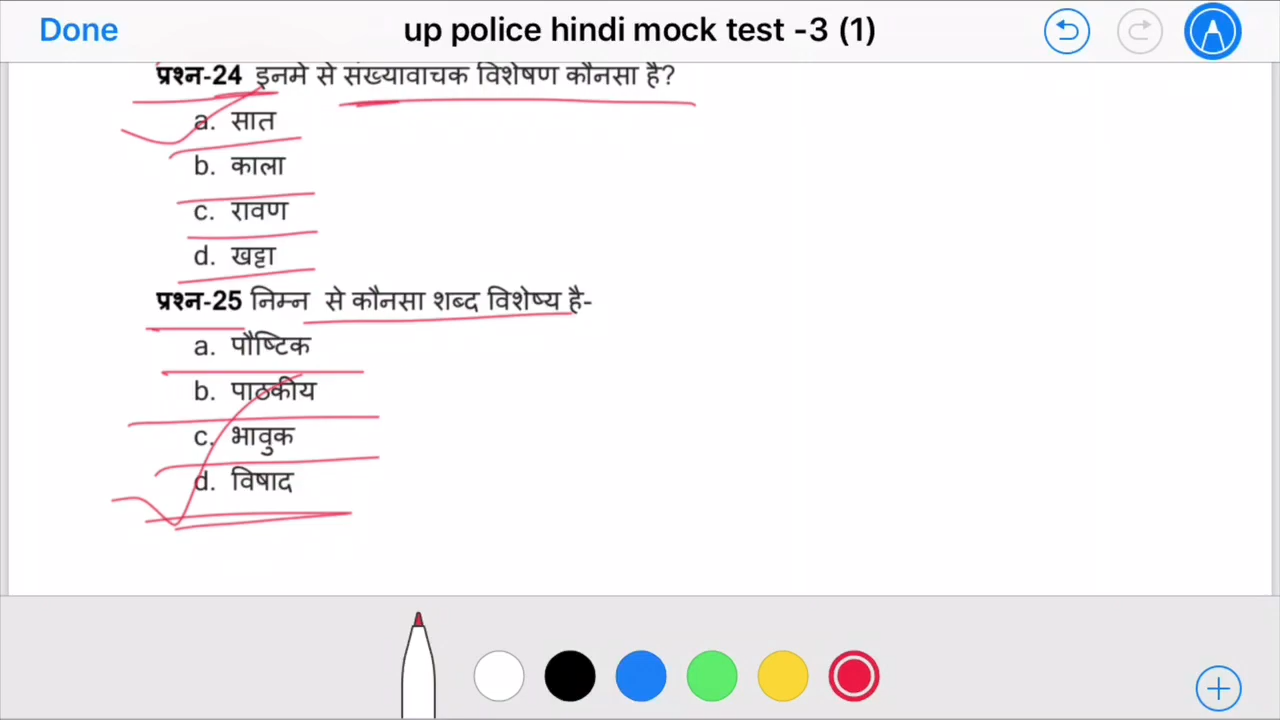 Done up police hindi mock test -3 (1)
प्रश्न-24 इनमे से संख्यावाचक विशेषण कौनसा है?
a. सात
b. काला
c. रावण
d. खट्टा
प्रश्न-25 निम्न से कौनसा शब्द विशेष्य है-
a. पौष्टिक
b. पाठकीय
c. भावुक
d. विषाद